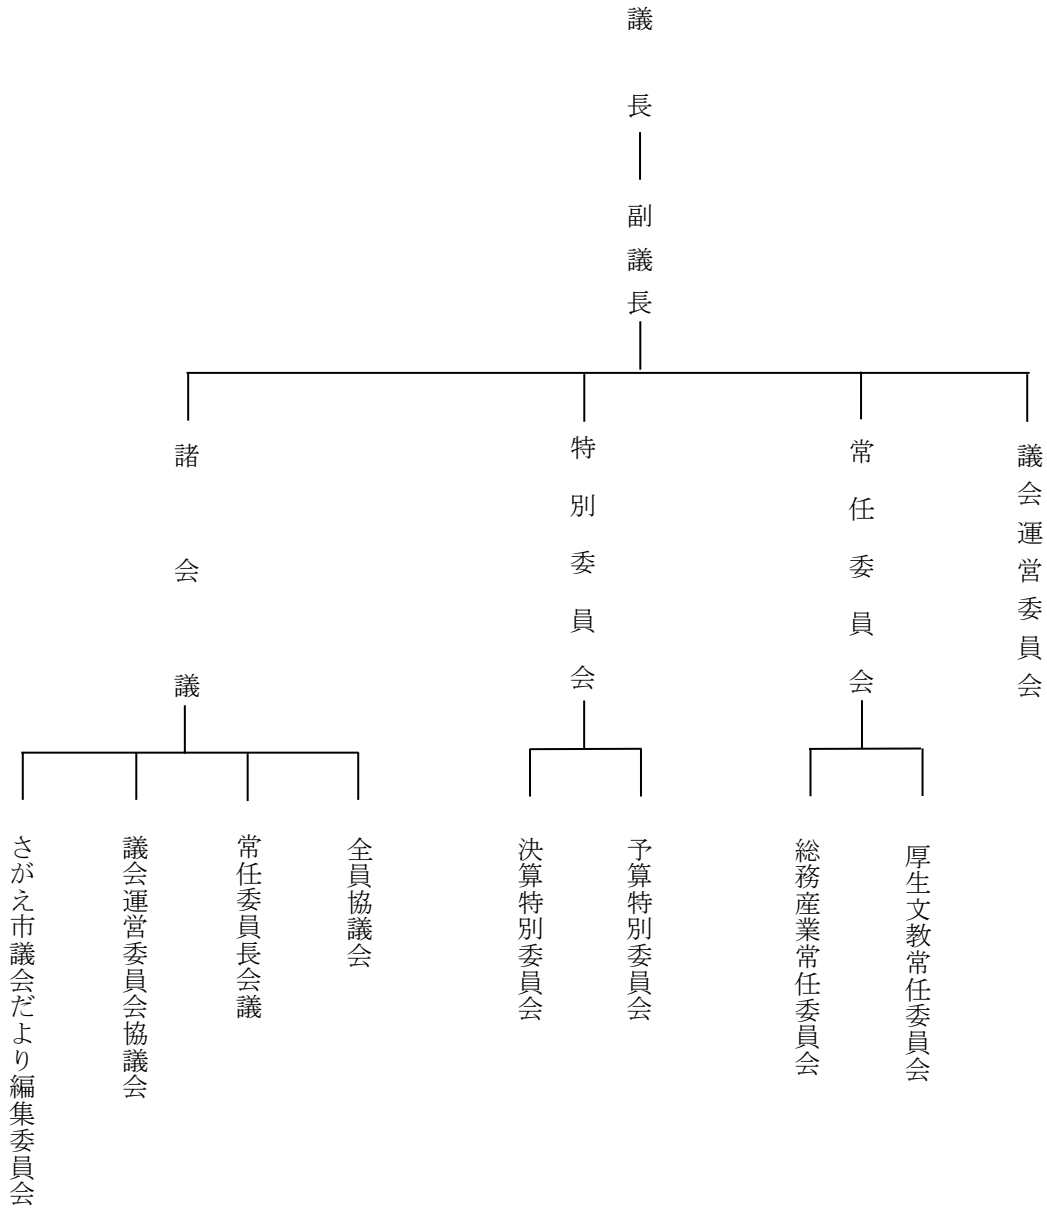 議長
副議長
議会運営委員会
常任委員会
特別委員会
諸会議
厚生文教常任委員会
総務産業常任委員会
予算特別委員会
決算特別委員会
全員協議会
常任委員長会議
議会運営委員会協議会
さがえ市議会だより編集委員会